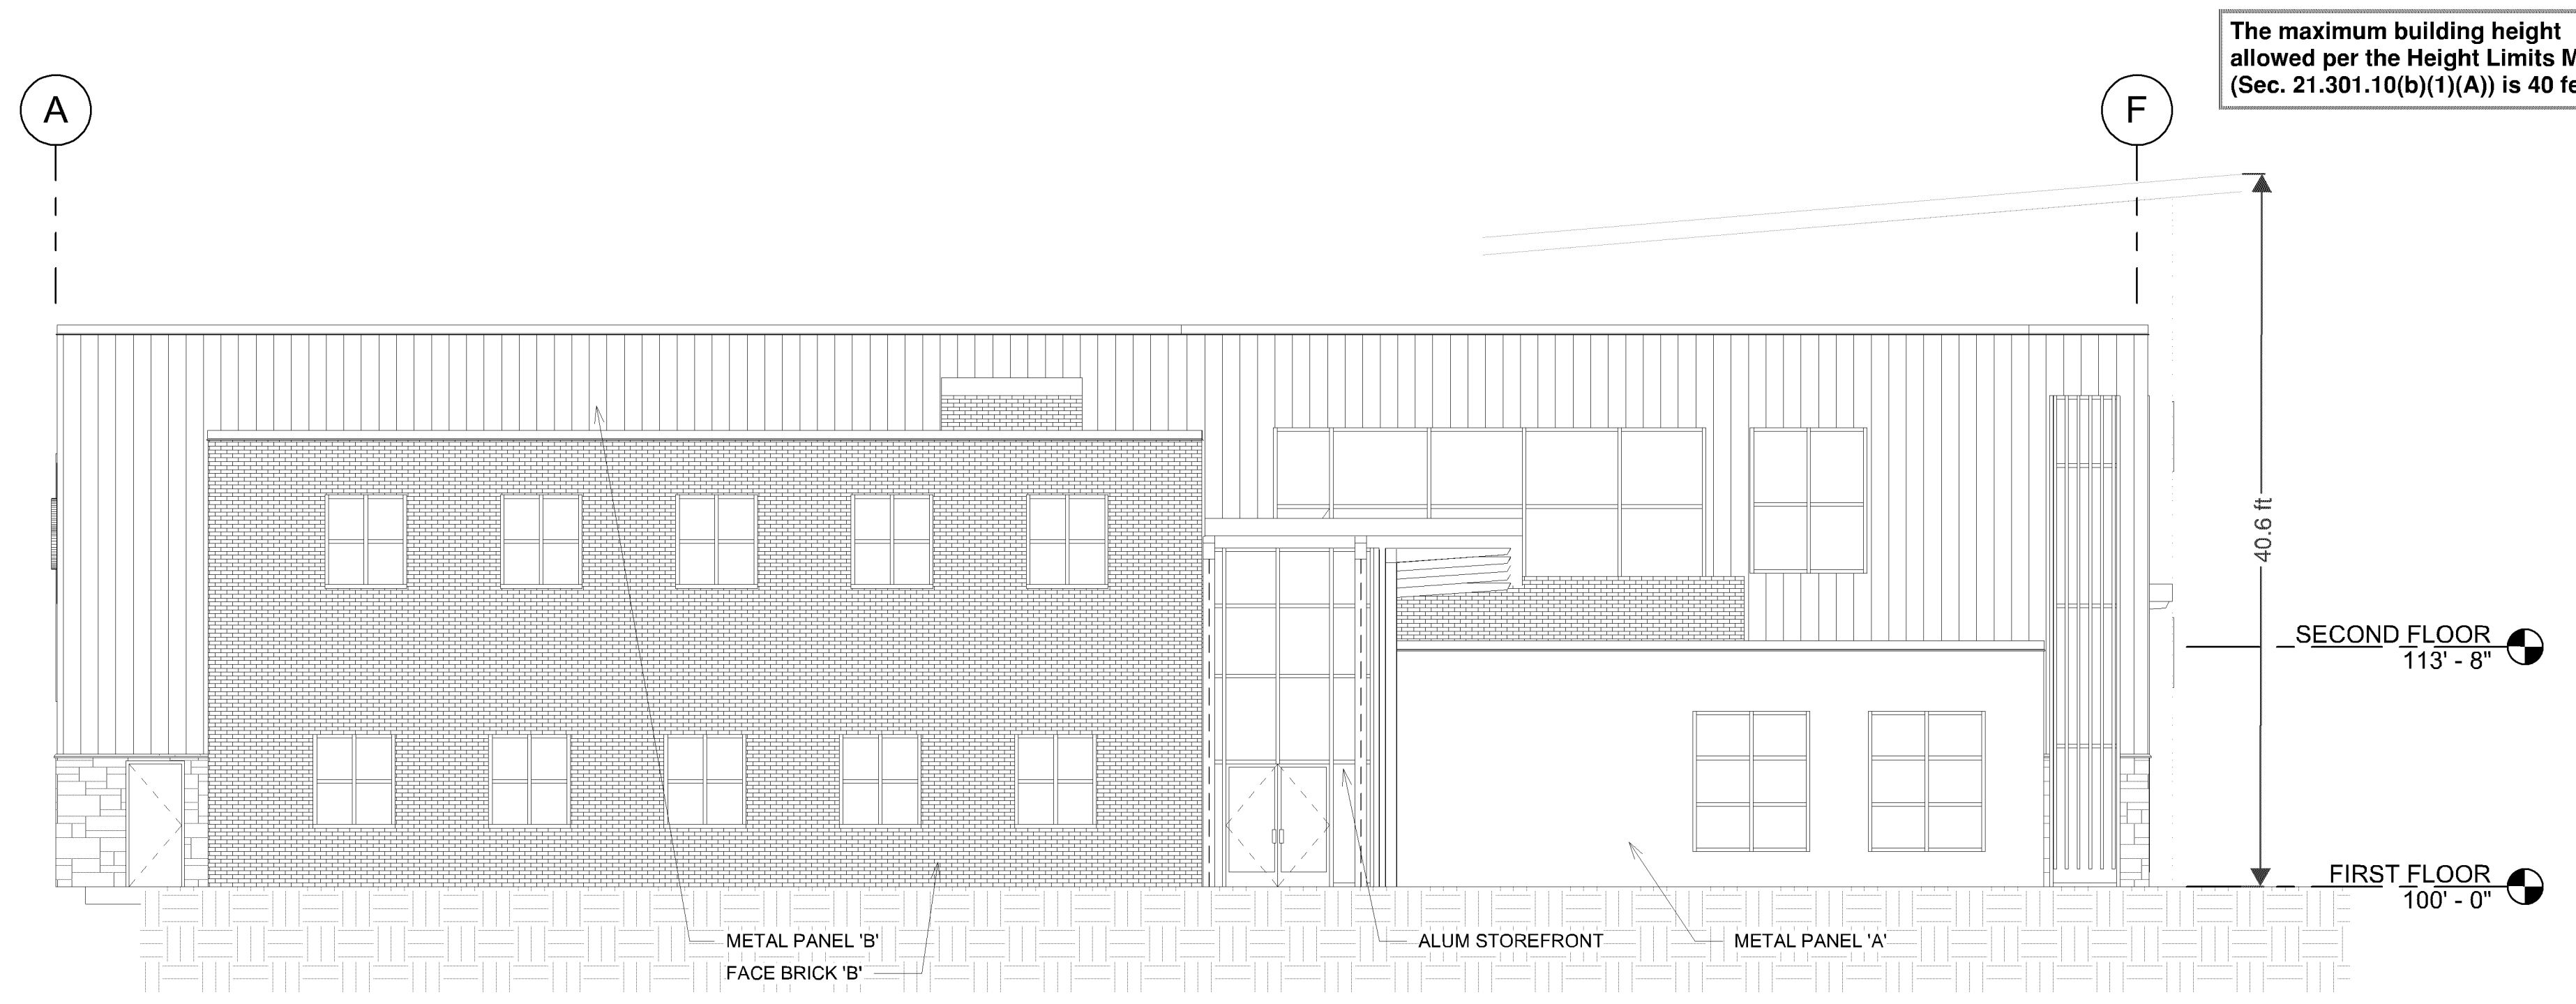 The maximum building height
allowed per the Height Limits M
(Sec. 21.301.10(b)(1)(A)) is 40 fe
A
F
40.6 ft
SECOND FLOOR
113' - 8"
FIRST FLOOR
100' - 0"
METAL PANEL 'B'
ALUM STOREFRONT
METAL PANEL 'A'
FACE BRICK 'B'